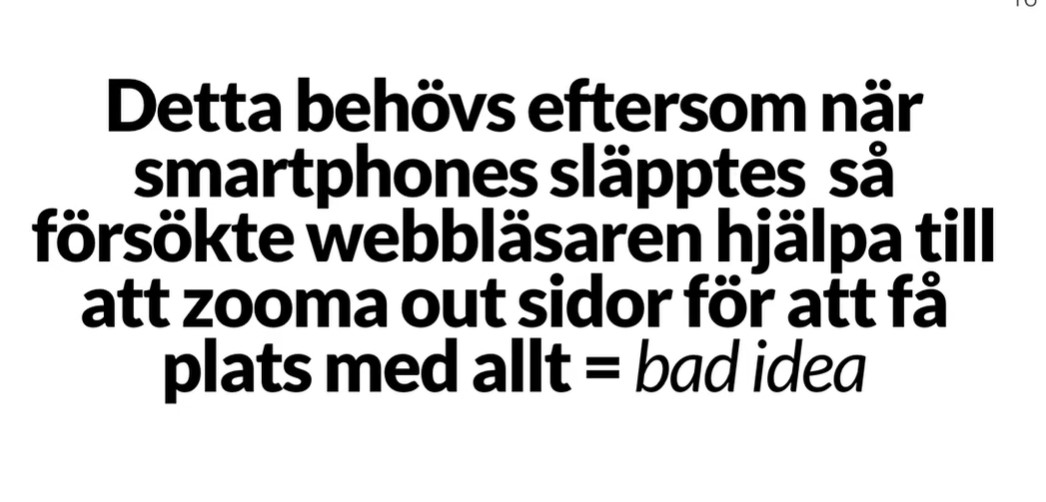 Detta behövs eftersom när
smartphones släpptes så
försökte webbläsaren hjälpa till
att zooma out sidor för att få
plats med allt = bad idea